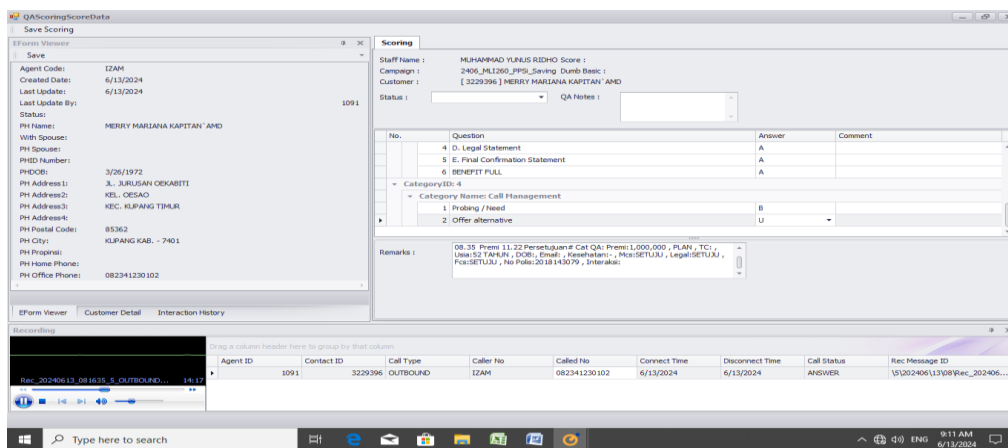 QAScoringScoreData
Save Scoring
EForm Viewer
Save
Agent Code: IZAM
Created Date: 6/13/2024
Last Update: 6/13/2024
Last Update By: 1091
Status:
PH Name: MERRY MARIANA KAPITAN`AMD
With Spouse:
PH Spouse:
PHID Number:
PHDOB: 3/26/1972
PH Address1: JL. JURUSAN OEKABITI
PH Address2: KEL. OESAO
PH Address3: KEC. KUPANG TIMUR
PH Address4:
PH Postal Code: 85362
PH City: KUPANG KAB. - 7401
PH Propinsi:
PH Home Phone:
PH Office Phone: 082341230102
EForm Viewer Customer Detail Interaction History
Scoring
Staff Name : MUHAMMAD YUNUS RIDHO Score :
Campaign : 2406_MLI260_PPSi_Saving Dumb Basic :
Customer : [ 3229396 ] MERRY MARIANA KAPITAN`AMD
Status : QA Notes :
No. Question Answer Comment
4 D. Legal Statement A
5 E. Final Confirmation Statement A
6 BENEFIT FULL A
CategoryID: 4
Category Name: Call Management
1 Probing / Need B
2 Offer alternative U
Remarks :
08.35 Premi 11.22 Persetujuan# Cat QA: Premi:1,000,000 , PLAN , TC: ,
Usia:52 TAHUN , DOB:, Email: , Kesehatan:- , Mcs:SETUJU , Legal:SETUJU ,
Fcs:SETUJU , No Polis:2018143079 , Interaksi:
Recording
Drag a column header here to group by that column
Agent ID Contact ID Call Type Caller No Called No Connect Time Disconnect Time Call Status Rec Message ID
1091 3229396 OUTBOUND IZAM 082341230102 6/13/2024 6/13/2024 ANSWER \5\202406\13\08\Rec_202406...
Rec_20240613_081635_5_OUTBOUND... 14:17
Type here to search
ENG
9:11 AM
6/13/2024